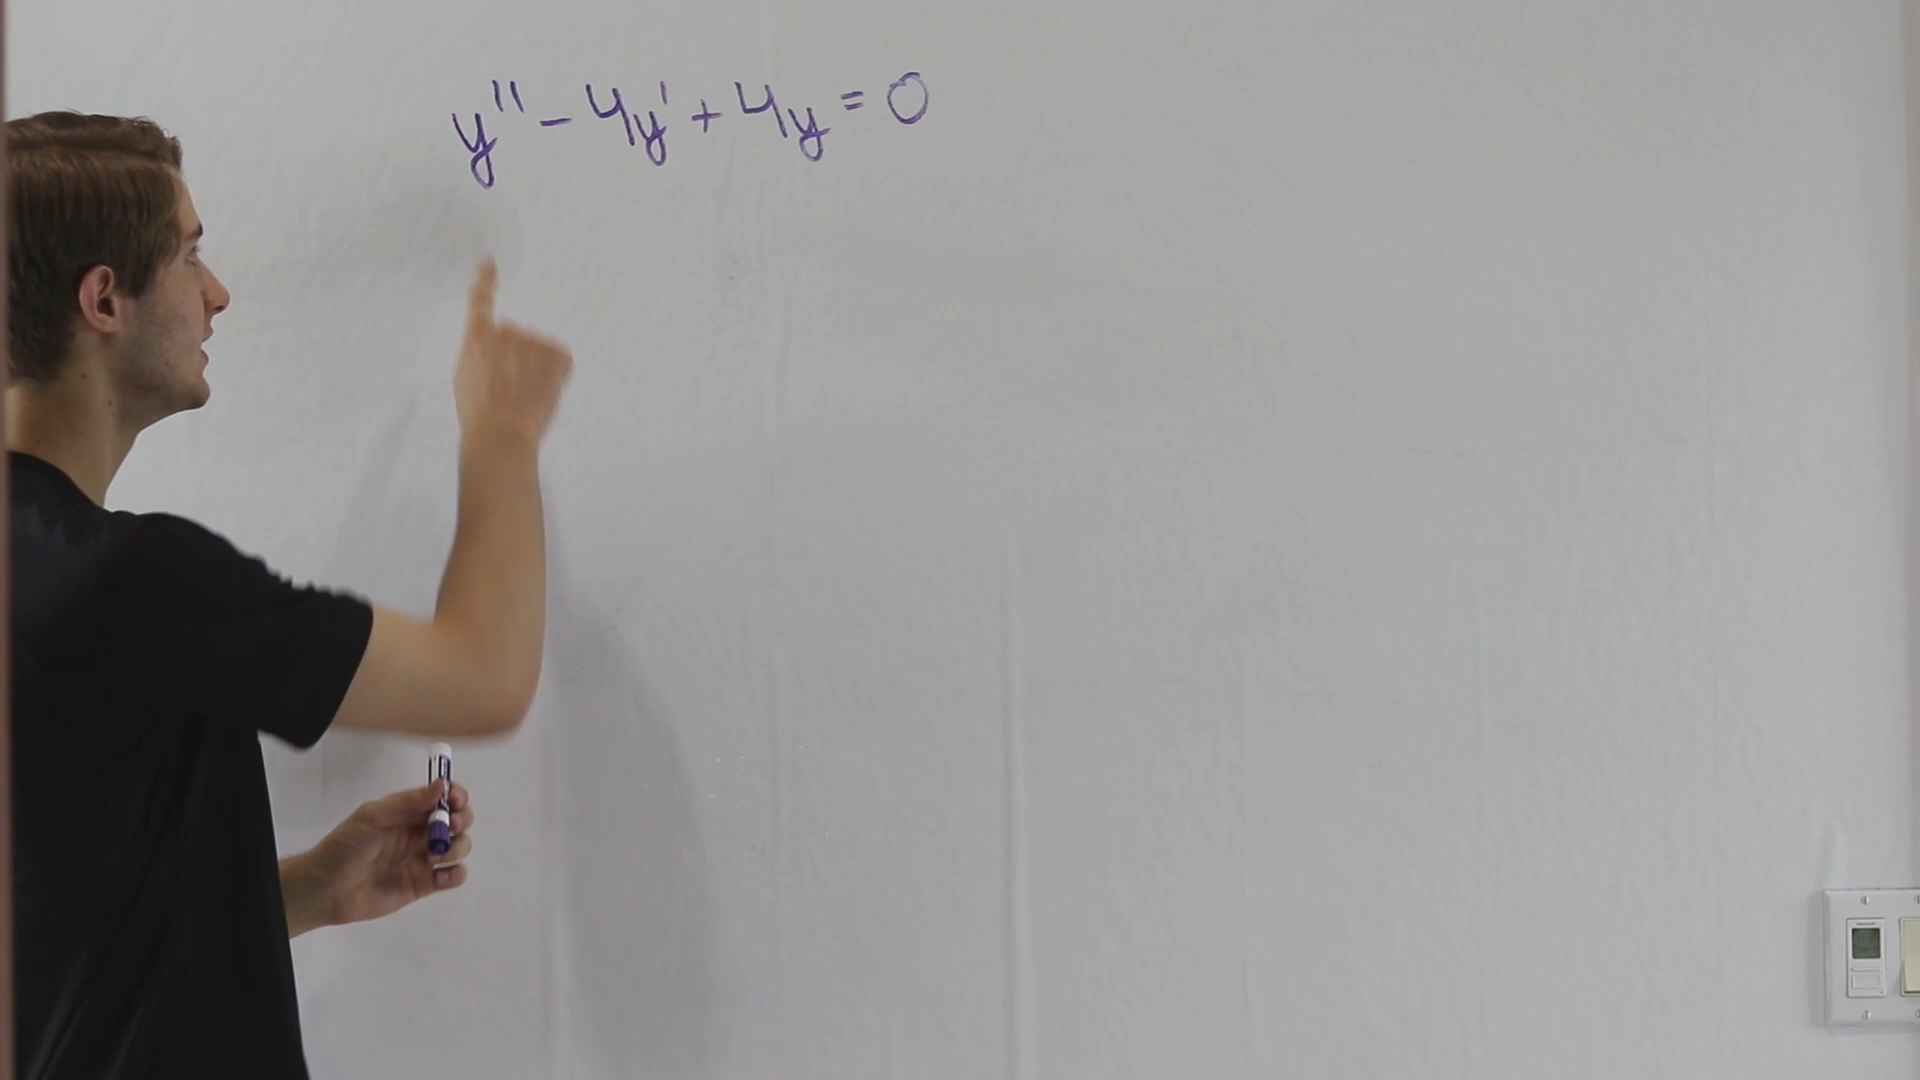 y'' - 4y' + 4y = 0